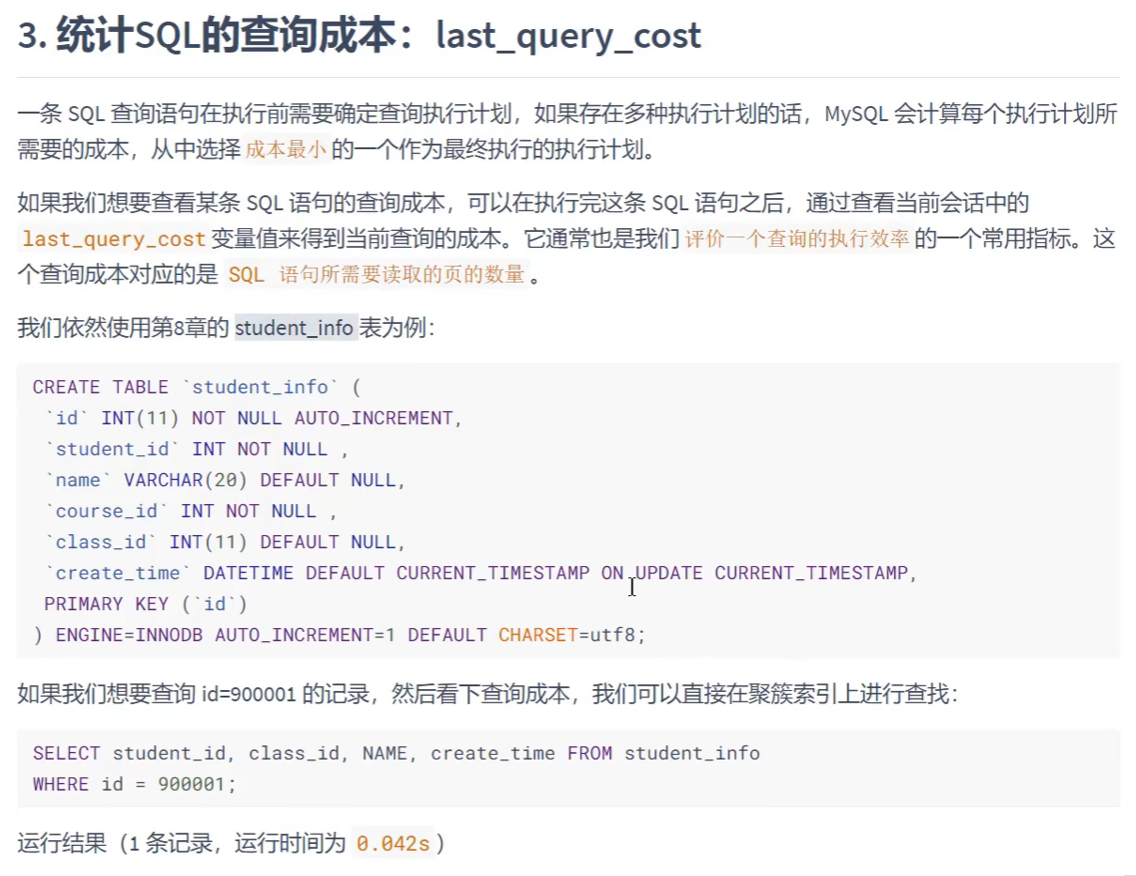 3. 统计SQL的查询成本：last_query_cost
一条 SQL 查询语句在执行前需要确定查询执行计划，如果存在多种执行计划的话，MySQL 会计算每个执行计划所
需要的成本，从中选择 成本最小 的一个作为最终执行的执行计划。
如果我们想要查看某条 SQL 语句的查询成本，可以在执行完这条 SQL 语句之后，通过查看当前会话中的
last_query_cost 变量值来得到当前查询的成本。它通常也是我们 评价一个查询的执行效率 的一个常用指标。这
个查询成本对应的是 SQL 语句所需要读取的页的数量 。
我们依然使用第8章的 student_info 表为例：
CREATE TABLE `student_info` (
`id` INT(11) NOT NULL AUTO_INCREMENT,
`student_id` INT NOT NULL ,
`name` VARCHAR(20) DEFAULT NULL,
`course_id` INT NOT NULL ,
`class_id` INT(11) DEFAULT NULL,
`create_time` DATETIME DEFAULT CURRENT_TIMESTAMP ON UPDATE CURRENT_TIMESTAMP,
PRIMARY KEY (`id`)
) ENGINE=INNODB AUTO_INCREMENT=1 DEFAULT CHARSET=utf8;
如果我们想要查询 id=900001 的记录，然后看下查询成本，我们可以直接在聚簇索引上进行查找：
SELECT student_id, class_id, NAME, create_time FROM student_info
WHERE id = 900001;
运行结果（1 条记录，运行时间为 0.042s ）